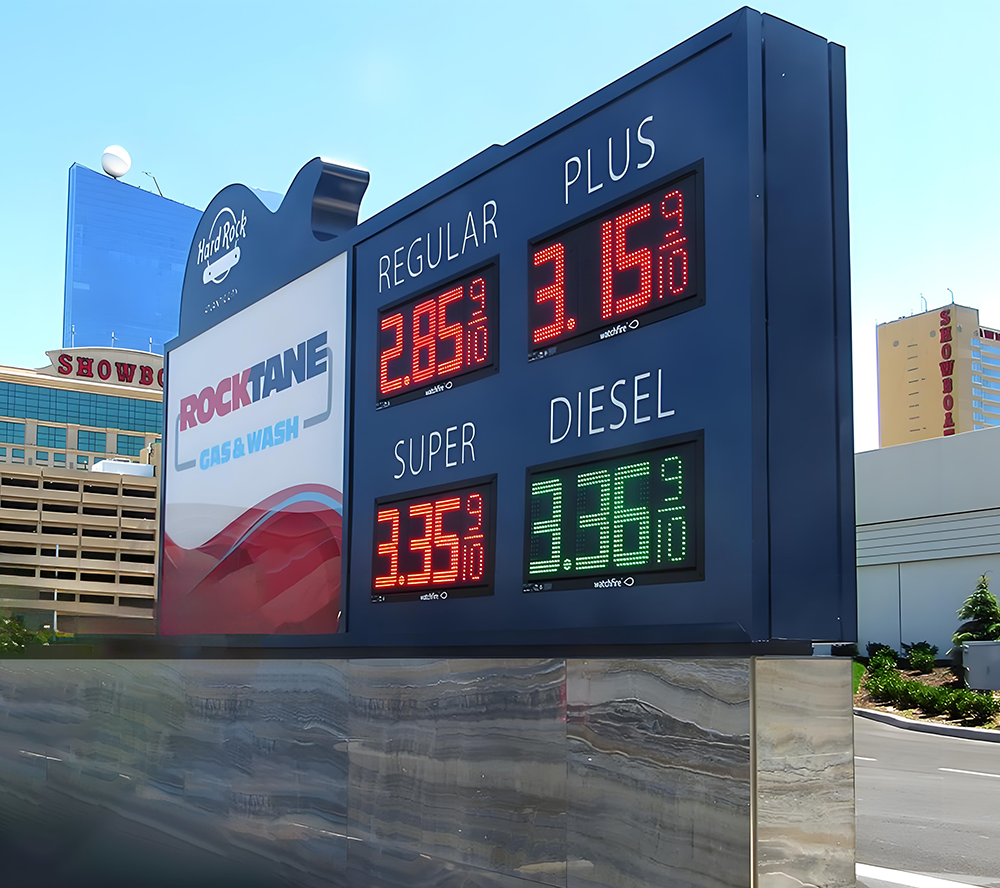 Hard Rock
ROCKTANE
GAS & WASH
REGULAR
2.85 9/10
watchfire
PLUS
3.15 9/10
watchfire
SUPER
3.35 9/10
watchfire
DIESEL
3.36 9/10
watchfire
SHOWBO
SHOWBOAT